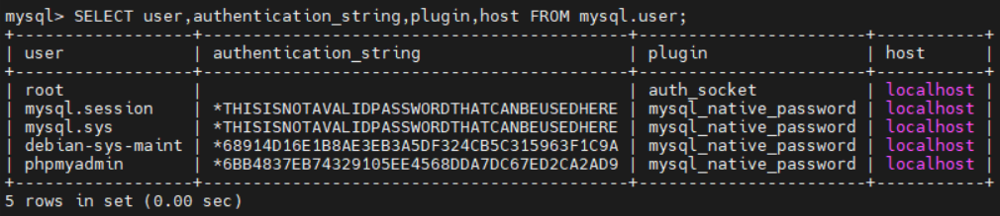 mysql> SELECT user,authentication_string,plugin,host FROM mysql.user;
+------------------+-------------------------------------------+-----------------------+-----------+
| user             | authentication_string                     | plugin                | host      |
+------------------+-------------------------------------------+-----------------------+-----------+
| root             |                                           | auth_socket           | localhost |
| mysql.session    | *THISISNOTAVALIDPASSWORDTHATCANBEUSEDHERE | mysql_native_password | localhost |
| mysql.sys        | *THISISNOTAVALIDPASSWORDTHATCANBEUSEDHERE | mysql_native_password | localhost |
| debian-sys-maint | *68914D16E1B8AE3EB3A5DF324CB5C315963F1C9A | mysql_native_password | localhost |
| phpmyadmin       | *6BB4837EB74329105EE4568DDA7DC67ED2CA2AD9 | mysql_native_password | localhost |
+------------------+-------------------------------------------+-----------------------+-----------+
5 rows in set (0.00 sec)